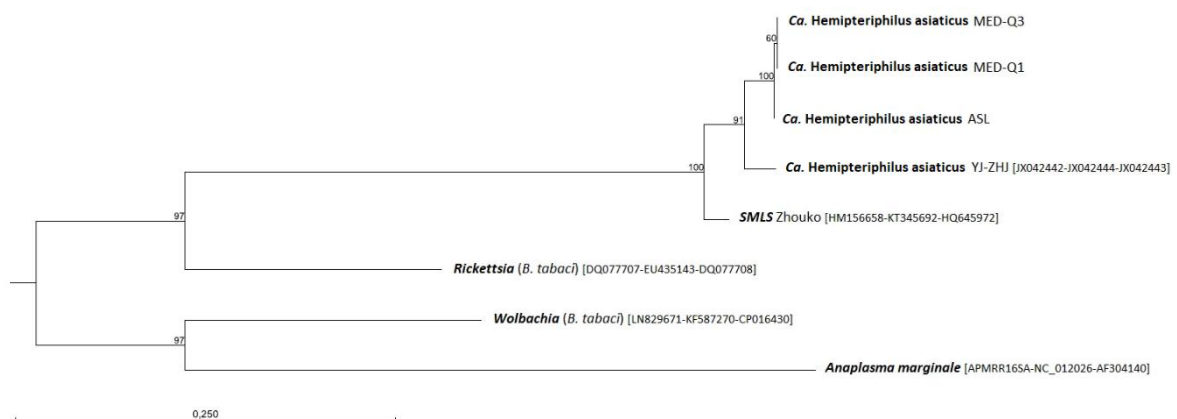 Ca. Hemipteriphilus asiaticus MED-Q3
60
Ca. Hemipteriphilus asiaticus MED-Q1
100
Ca. Hemipteriphilus asiaticus ASL
91
Ca. Hemipteriphilus asiaticus YJ-ZHJ [JX042442-JX042444-JX042443]
100
SMLS Zhouko [HM156658-KT345692-HQ645972]
97
Rickettsia (B. tabaci) [DQ077707-EU435143-DQ077708]
Wolbachia (B. tabaci) [LN829671-KF587270-CP016430]
97
Anaplasma marginale [APMRR16SA-NC_012026-AF304140]
0,250